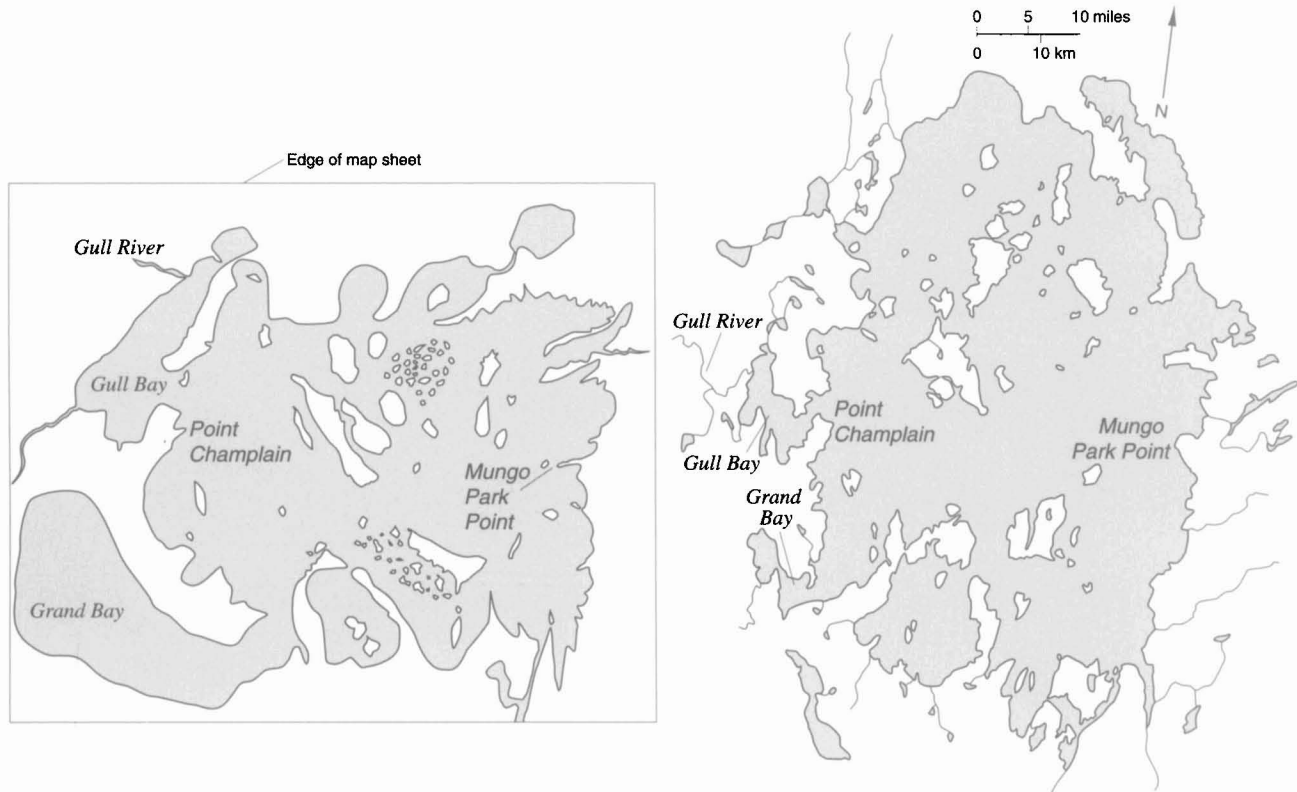 Edge of map sheet
Gull River
Gull Bay
Point
Champlain
Mungo
Park
Point
Grand Bay
0 5 10 miles
0 10 km
N
Gull River
Point
Champlain
Mungo
Park Point
Gull Bay
Grand
Bay